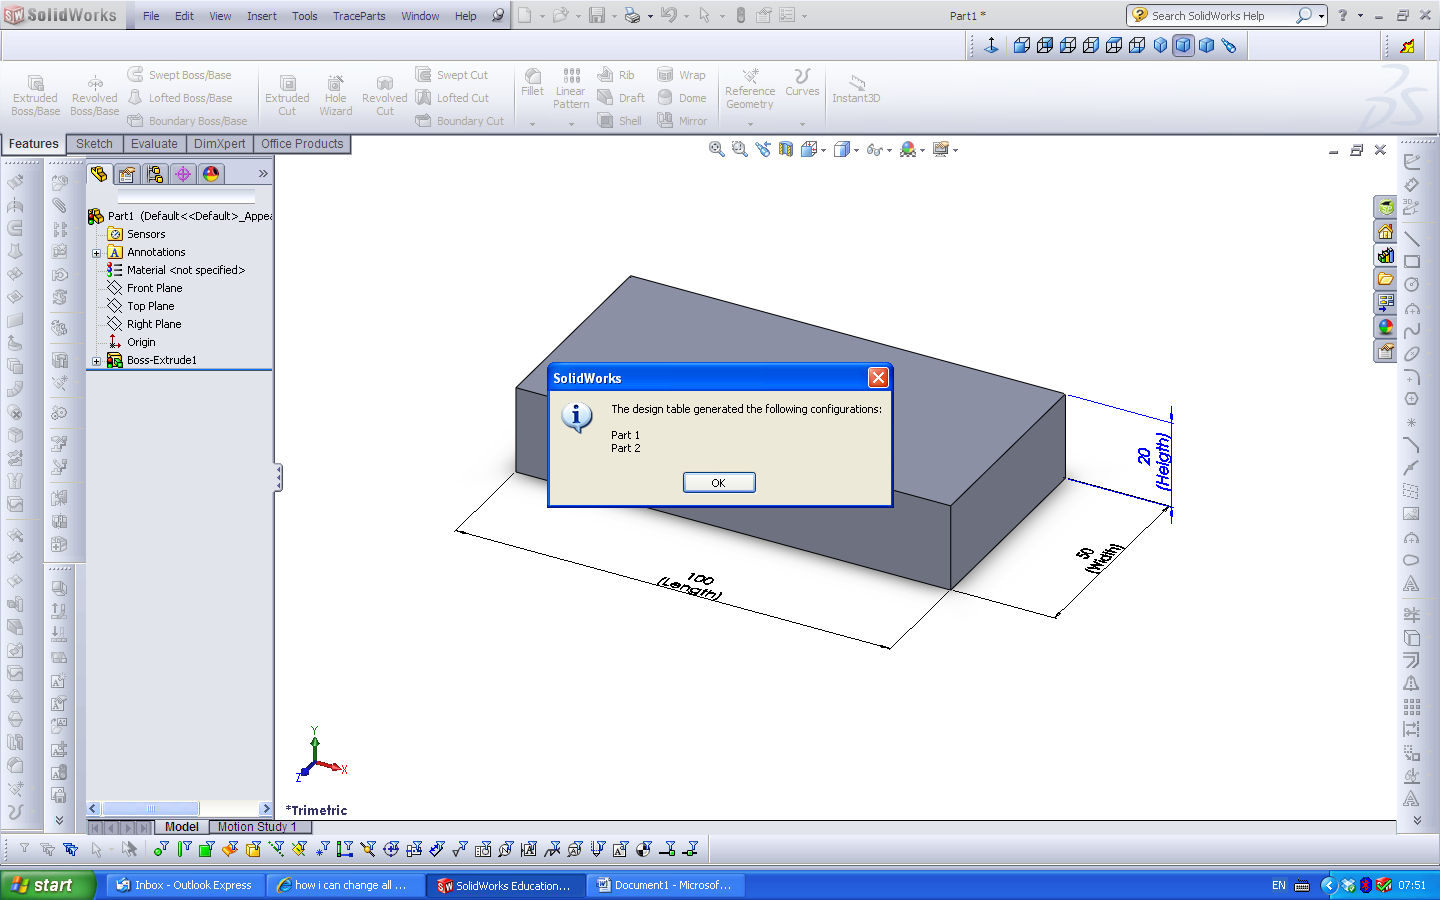 SolidWorks
File Edit View Insert Tools TraceParts Window Help
Part1 *
Search SolidWorks Help
Extruded Boss/Base
Revolved Boss/Base
Swept Boss/Base
Lofted Boss/Base
Boundary Boss/Base
Extruded Cut
Hole Wizard
Revolved Cut
Swept Cut
Lofted Cut
Boundary Cut
Fillet
Linear Pattern
Rib
Draft
Shell
Wrap
Dome
Mirror
Reference Geometry
Curves
Instant3D
Features Sketch Evaluate DimXpert Office Products
Part1 (Default<<Default>_Appea
Sensors
Annotations
Material <not specified>
Front Plane
Top Plane
Right Plane
Origin
Boss-Extrude1
SolidWorks
The design table generated the following configurations:
Part 1
Part 2
OK
20
(Heigth)
50
(Width)
100
(Length)
Y
X
Z
*Trimetric
Model Motion Study 1
start
Inbox - Outlook Express
how i can change all ...
SolidWorks Education...
Document1 - Microsof...
EN
07:51